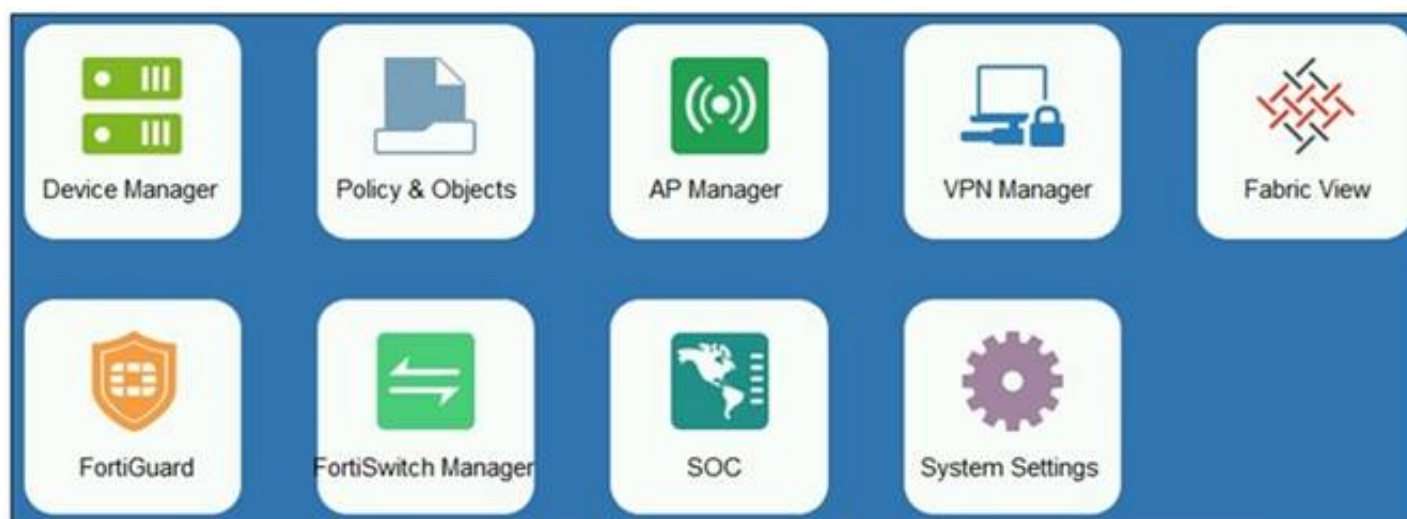 Device Manager
Policy & Objects
AP Manager
VPN Manager
Fabric View
FortiGuard
FortiSwitch Manager
SOC
System Settings